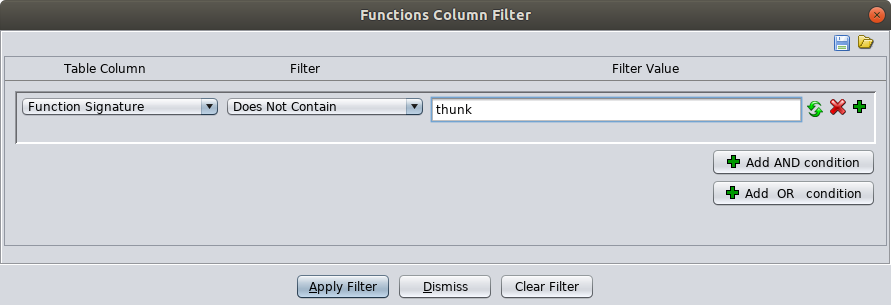 Functions Column Filter
Table Column Filter Filter Value
Function Signature Does Not Contain thunk
Add AND condition
Add OR condition
Apply Filter Dismiss Clear Filter